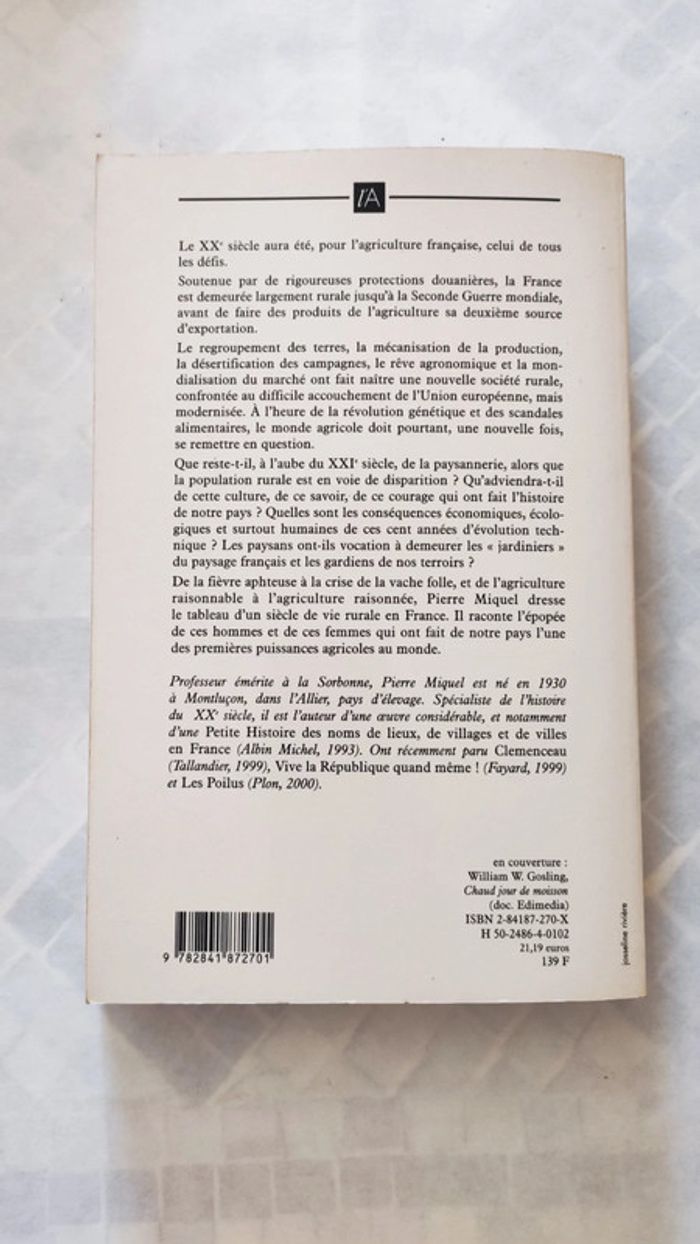 l'A
Le XXe siècle aura été, pour l'agriculture française, celui de tous
les défis.
Soutenue par de rigoureuses protections douanières, la France
est demeurée largement rurale jusqu'à la Seconde Guerre mondiale,
avant de faire des produits de l'agriculture sa deuxième source
d'exportation.
Le regroupement des terres, la mécanisation de la production,
la désertification des campagnes, le rêve agronomique et la mon-
dialisation du marché ont fait naître une nouvelle société rurale,
confrontée au difficile accouchement de l'Union européenne, mais
modernisée. À l'heure de la révolution génétique et des scandales
alimentaires, le monde agricole doit pourtant, une nouvelle fois,
se remettre en question.
Que reste-t-il, à l'aube du XXIe siècle, de la paysannerie, alors que
la population rurale est en voie de disparition ? Qu'adviendra-t-il
de cette culture, de ce savoir, de ce courage qui ont fait l'histoire
de notre pays ? Quelles sont les conséquences économiques, écolo-
giques et surtout humaines de ces cent années d'évolution tech-
nique ? Les paysans ont-ils vocation à demeurer les « jardiniers »
du paysage français et les gardiens de nos terroirs ?
De la fièvre aphteuse à la crise de la vache folle, et de l'agriculture
raisonnable à l'agriculture raisonnée, Pierre Miquel dresse
le tableau d'un siècle de vie rurale en France. Il raconte l'épopée
de ces hommes et de ces femmes qui ont fait de notre pays l'une
des premières puissances agricoles au monde.
Professeur émérite à la Sorbonne, Pierre Miquel est né en 1930
à Montluçon, dans l'Allier, pays d'élevage. Spécialiste de l'histoire
du XXe siècle, il est l'auteur d'une œuvre considérable, et notamment
d'une Petite Histoire des noms de lieux, de villages et de villes
en France (Albin Michel, 1993). Ont récemment paru Clemenceau
(Tallandier, 1999), Vive la République quand même ! (Fayard, 1999)
et Les Poilus (Plon, 2000).
en couverture :
William W. Gosling,
Chaud jour de moisson
(doc. Edimedia)
ISBN 2-84187-270-X
H 50-2486-4-0102
21,19 euros
139 F
9 782841 872701
josseline rivière